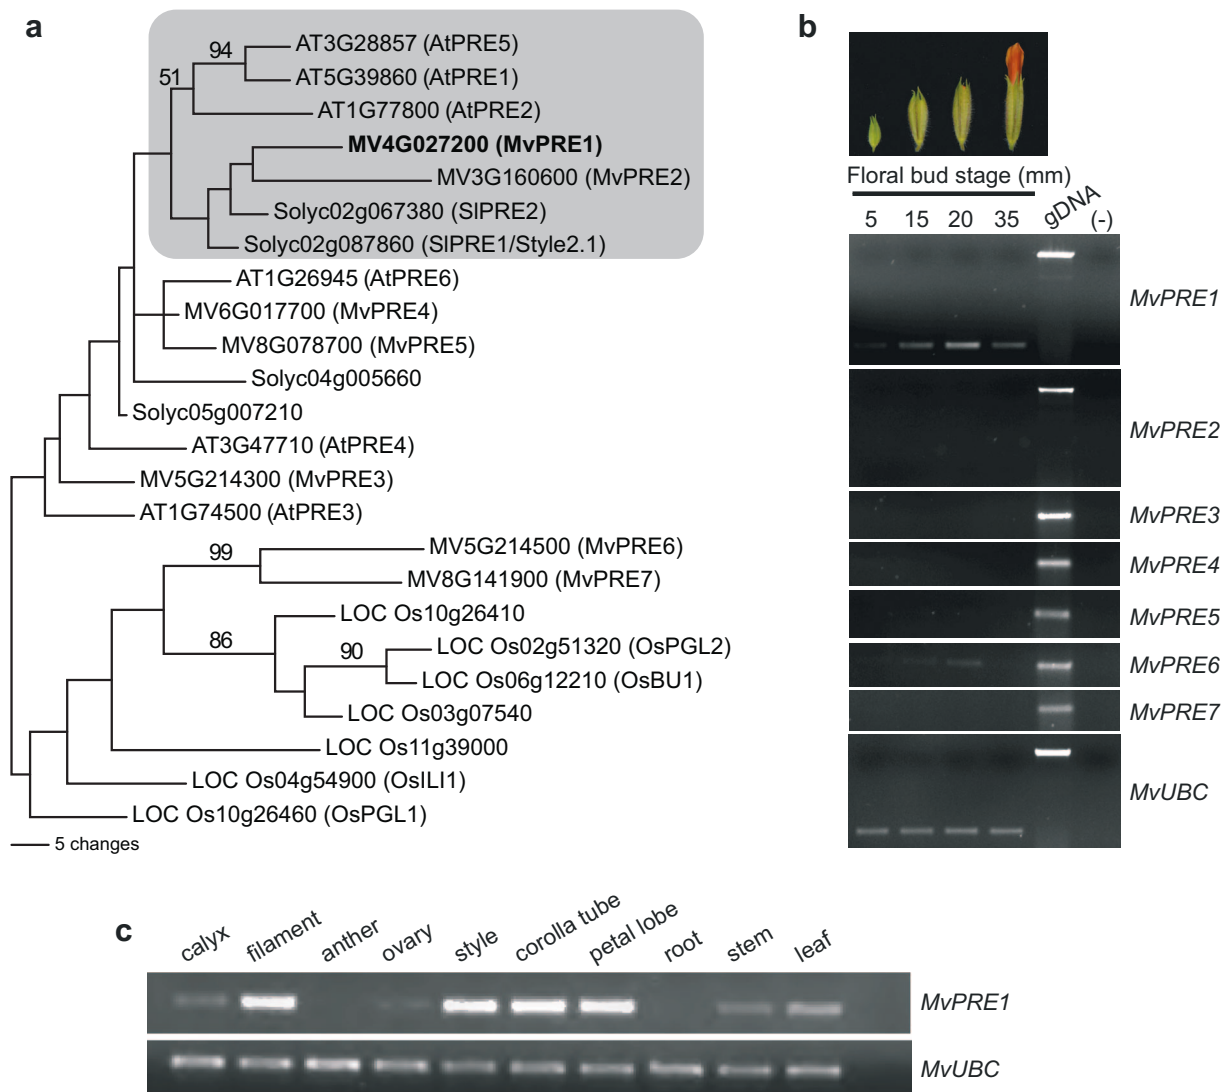 a
94
AT3G28857 (AtPRE5)
51
AT5G39860 (AtPRE1)
AT1G77800 (AtPRE2)
MV4G027200 (MvPRE1)
MV3G160600 (MvPRE2)
Solyc02g067380 (SlPRE2)
Solyc02g087860 (SlPRE1/Style2.1)
AT1G26945 (AtPRE6)
MV6G017700 (MvPRE4)
MV8G078700 (MvPRE5)
Solyc04g005660
Solyc05g007210
AT3G47710 (AtPRE4)
MV5G214300 (MvPRE3)
AT1G74500 (AtPRE3)
99
MV5G214500 (MvPRE6)
MV8G141900 (MvPRE7)
LOC Os10g26410
86
90
LOC Os02g51320 (OsPGL2)
LOC Os06g12210 (OsBU1)
LOC Os03g07540
LOC Os11g39000
LOC Os04g54900 (OsILI1)
LOC Os10g26460 (OsPGL1)
5 changes
b
Floral bud stage (mm)
5 15 20 35 gDNA (-)
MvPRE1
MvPRE2
MvPRE3
MvPRE4
MvPRE5
MvPRE6
MvPRE7
MvUBC
c
calyx filament anther ovary style corolla tube petal lobe root stem leaf
MvPRE1
MvUBC